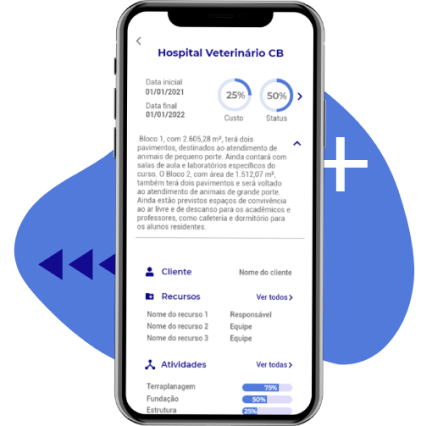 Hospital Veterinário CB
Data inicial
01/01/2021
Data final
01/01/2022
25%
Custo
50%
Status
Bloco 1, com 2.605,28 m², terá dois
pavimentos, destinados ao atendimento de
animais de pequeno porte. Ainda contará com
salas de aula e laboratórios específicos do
curso. O Bloco 2, com área de 1.512,07 m²,
também terá dois pavimentos e será voltado
ao atendimento de animais de grande porte.
Ainda estão previstos espaços de convivência
ao ar livre e de descanso para os acadêmicos e
professores, como cafeteria e dormitório para
os alunos residentes.
Cliente Nome do cliente
Recursos Ver todos
Nome do recurso 1 Responsável
Nome do recurso 2 Equipe
Nome do recurso 3 Equipe
Atividades Ver todas
Terraplanagem 75%
Fundação 50%
Estrutura 25%